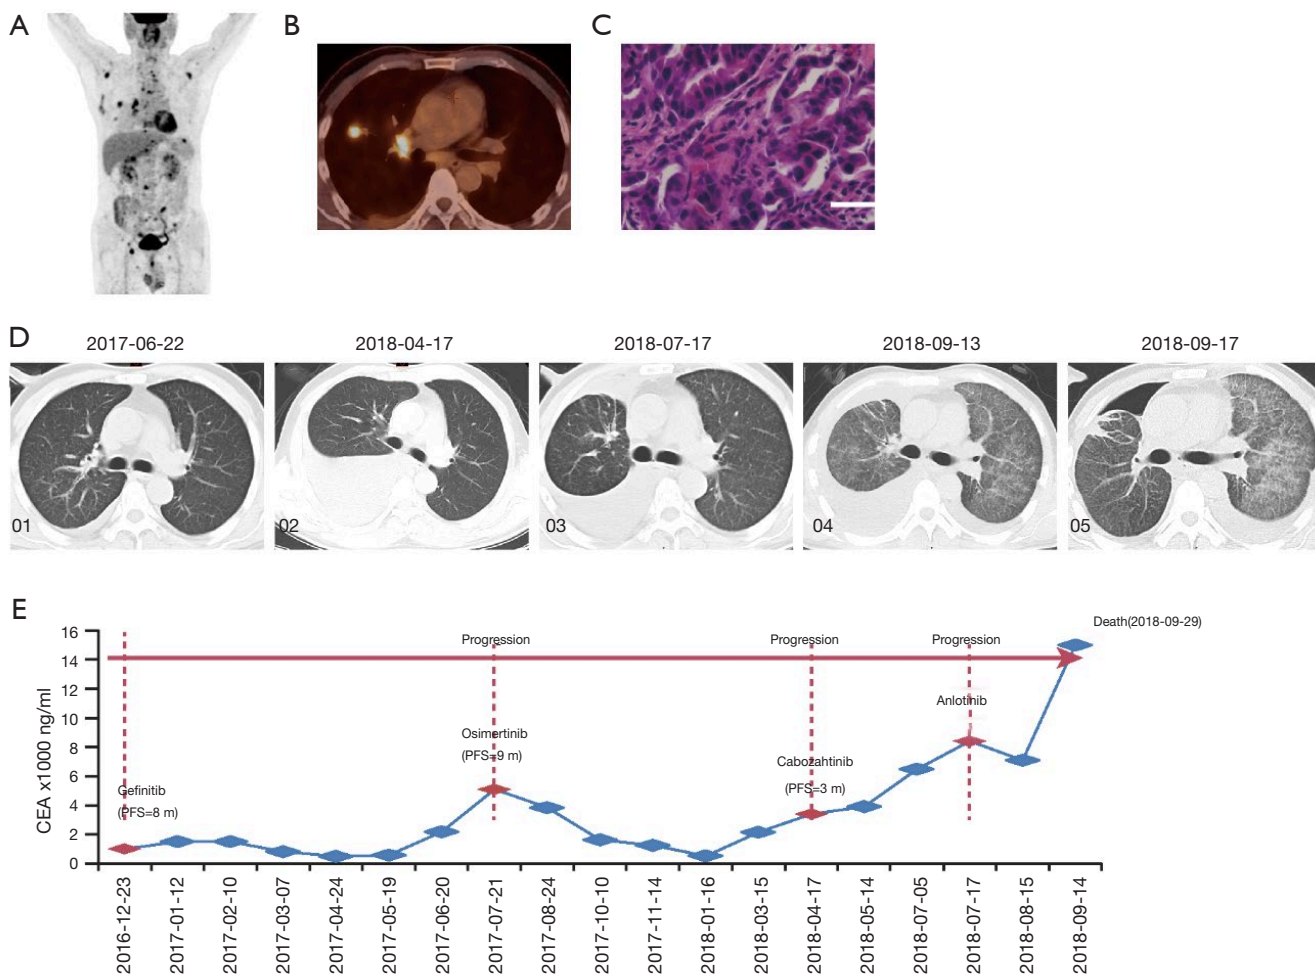 A
B
C
D
2017-06-22
2018-04-17
2018-07-17
2018-09-13
2018-09-17
01
02
03
04
05
E
CEA x1000 ng/ml
16
14
12
10
8
6
4
2
0
Gefinitib
(PFS=8 m)
Progression
Osimertinib
(PFS=9 m)
Progression
Cabozahtinib
(PFS=3 m)
Progression
Anlotinib
Death(2018-09-29)
2016-12-23
2017-01-12
2017-02-10
2017-03-07
2017-04-24
2017-05-19
2017-06-20
2017-07-21
2017-08-24
2017-10-10
2017-11-14
2018-01-16
2018-03-15
2018-04-17
2018-05-14
2018-07-05
2018-07-17
2018-08-15
2018-09-14